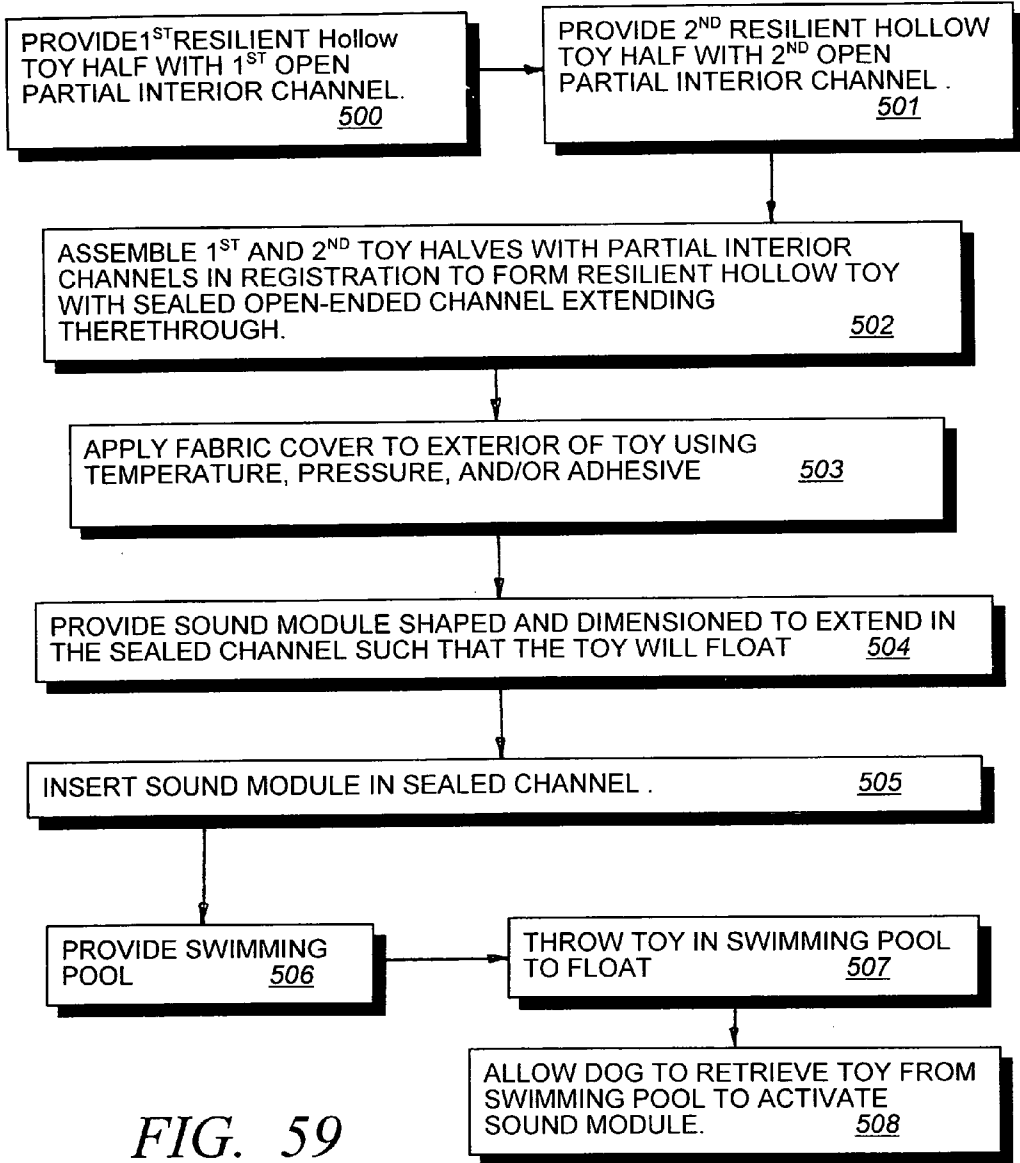 PROVIDE 1ST RESILIENT Hollow
TOY HALF WITH 1ST OPEN
PARTIAL INTERIOR CHANNEL.
500
PROVIDE 2ND RESILIENT HOLLOW
TOY HALF WITH 2ND OPEN
PARTIAL INTERIOR CHANNEL .
501
ASSEMBLE 1ST AND 2ND TOY HALVES WITH PARTIAL INTERIOR
CHANNELS IN REGISTRATION TO FORM RESILIENT HOLLOW TOY
WITH SEALED OPEN-ENDED CHANNEL EXTENDING
THERETHROUGH. 502
APPLY FABRIC COVER TO EXTERIOR OF TOY USING
TEMPERATURE, PRESSURE, AND/OR ADHESIVE 503
PROVIDE SOUND MODULE SHAPED AND DIMENSIONED TO EXTEND IN
THE SEALED CHANNEL SUCH THAT THE TOY WILL FLOAT 504
INSERT SOUND MODULE IN SEALED CHANNEL . 505
PROVIDE SWIMMING
POOL 506
THROW TOY IN SWIMMING POOL
TO FLOAT 507
ALLOW DOG TO RETRIEVE TOY FROM
SWIMMING POOL TO ACTIVATE
SOUND MODULE. 508
FIG. 59